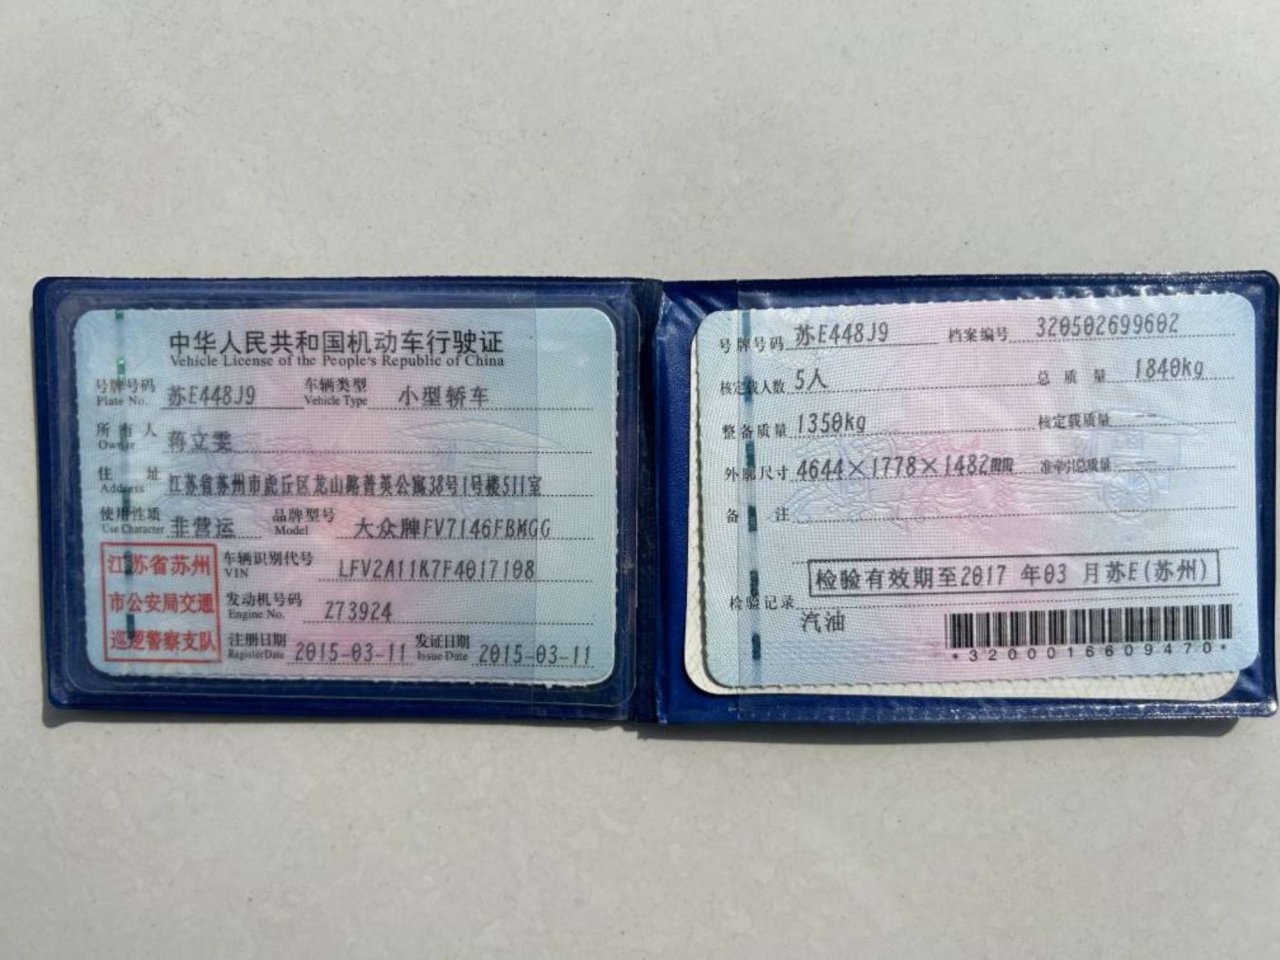 中华人民共和国机动车行驶证
Vehicle License of the People's Republic of China
号牌号码 苏E448J9 车辆类型 小型轿车
Plate No. Vehicle Type
所有人 蒋立雯
Owner
住址 江苏省苏州市虎丘区龙山路菁英公寓38号1号楼511室
Address
使用性质 非营运 品牌型号 大众牌FV7146FBMGG
Use Character Model
江苏省苏州
市公安局交通
巡逻警察支队
车辆识别代号 LFV2A11K7F4017108
VIN
发动机号码 273924
Engine No.
注册日期 2015-03-11 发证日期 2015-03-11
Register Date Issue Date
号牌号码 苏E448J9 档案编号 320502699602
核定载人数 5人 总质量 1840kg
整备质量 1350kg 核定载质量 --
外廓尺寸 4644×1778×1482毫米 准牵引总质量 --
备注
检验有效期至2017 年03 月苏E(苏州)
检验记录
汽油
*3200016609470*